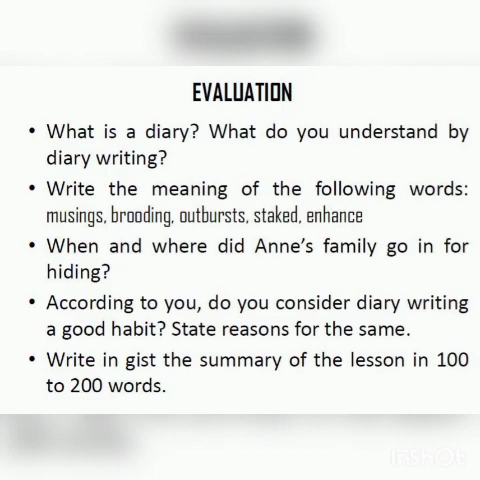 EVALUATION
• What is a diary? What do you understand by
diary writing?
• Write the meaning of the following words:
musings, brooding, outbursts, staked, enhance
• When and where did Anne's family go in for
hiding?
• According to you, do you consider diary writing
a good habit? State reasons for the same.
• Write in gist the summary of the lesson in 100
to 200 words.
InShOt